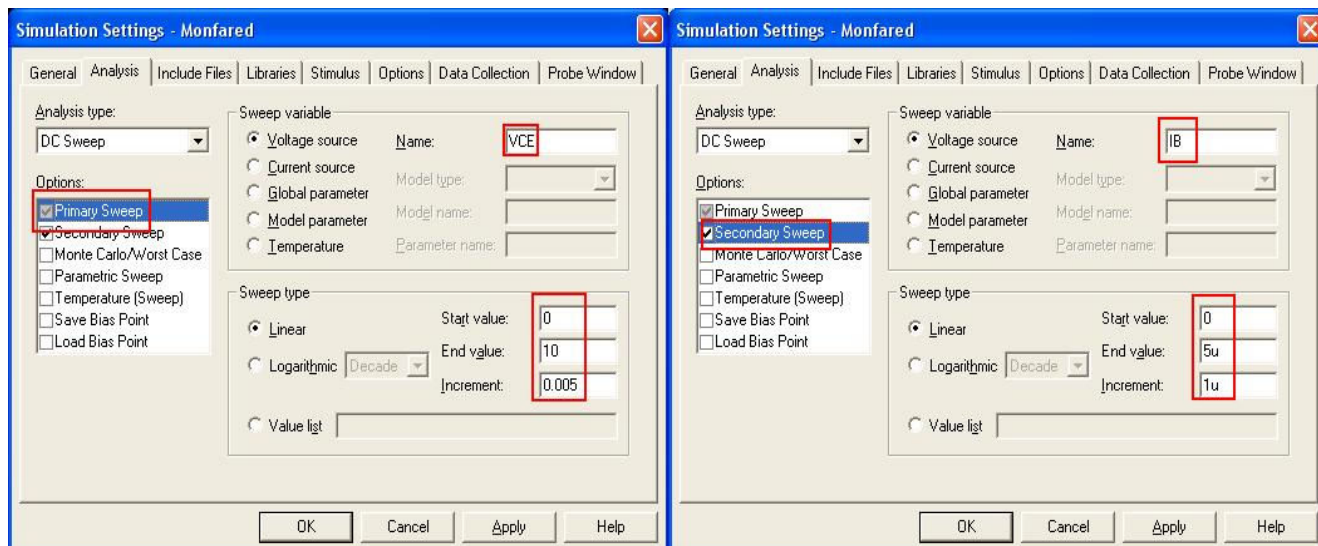 Simulation Settings - Monfared
General Analysis Include Files Libraries Stimulus Options Data Collection Probe Window
Analysis type:
DC Sweep
Options:
Primary Sweep
Secondary Sweep
Monte Carlo/Worst Case
Parametric Sweep
Temperature (Sweep)
Save Bias Point
Load Bias Point
Sweep variable
Voltage source
Current source
Global parameter
Model parameter
Temperature
Name: VCE
Model type:
Model name:
Parameter name:
Sweep type
Linear
Logarithmic Decade
Value list
Start value: 0
End value: 10
Increment: 0.005
OK Cancel Apply Help
Simulation Settings - Monfared
General Analysis Include Files Libraries Stimulus Options Data Collection Probe Window
Analysis type:
DC Sweep
Options:
Primary Sweep
Secondary Sweep
Monte Carlo/Worst Case
Parametric Sweep
Temperature (Sweep)
Save Bias Point
Load Bias Point
Sweep variable
Voltage source
Current source
Global parameter
Model parameter
Temperature
Name: IB
Model type:
Model name:
Parameter name:
Sweep type
Linear
Logarithmic Decade
Value list
Start value: 0
End value: 5u
Increment: 1u
OK Cancel Apply Help